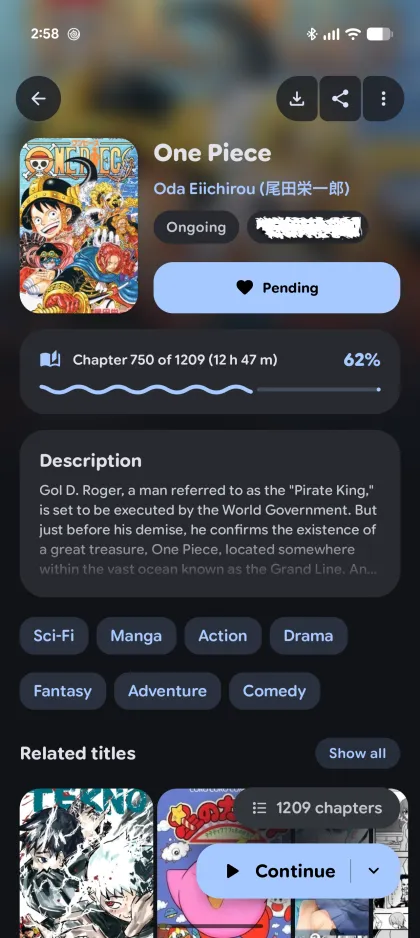 2:58
ONE PIECE
One Piece
Oda Eiichirou (尾田栄一郎)
Ongoing
Pending
Chapter 750 of 1209 (12 h 47 m)
62%
Description
Gol D. Roger, a man referred to as the "Pirate King,"
is set to be executed by the World Government. But
just before his demise, he confirms the existence of
a great treasure, One Piece, located somewhere
within the vast ocean known as the Grand Line. An...
Sci-Fi
Manga
Action
Drama
Fantasy
Adventure
Comedy
Related titles
Show all
TEKNO
1209 chapters
Continue